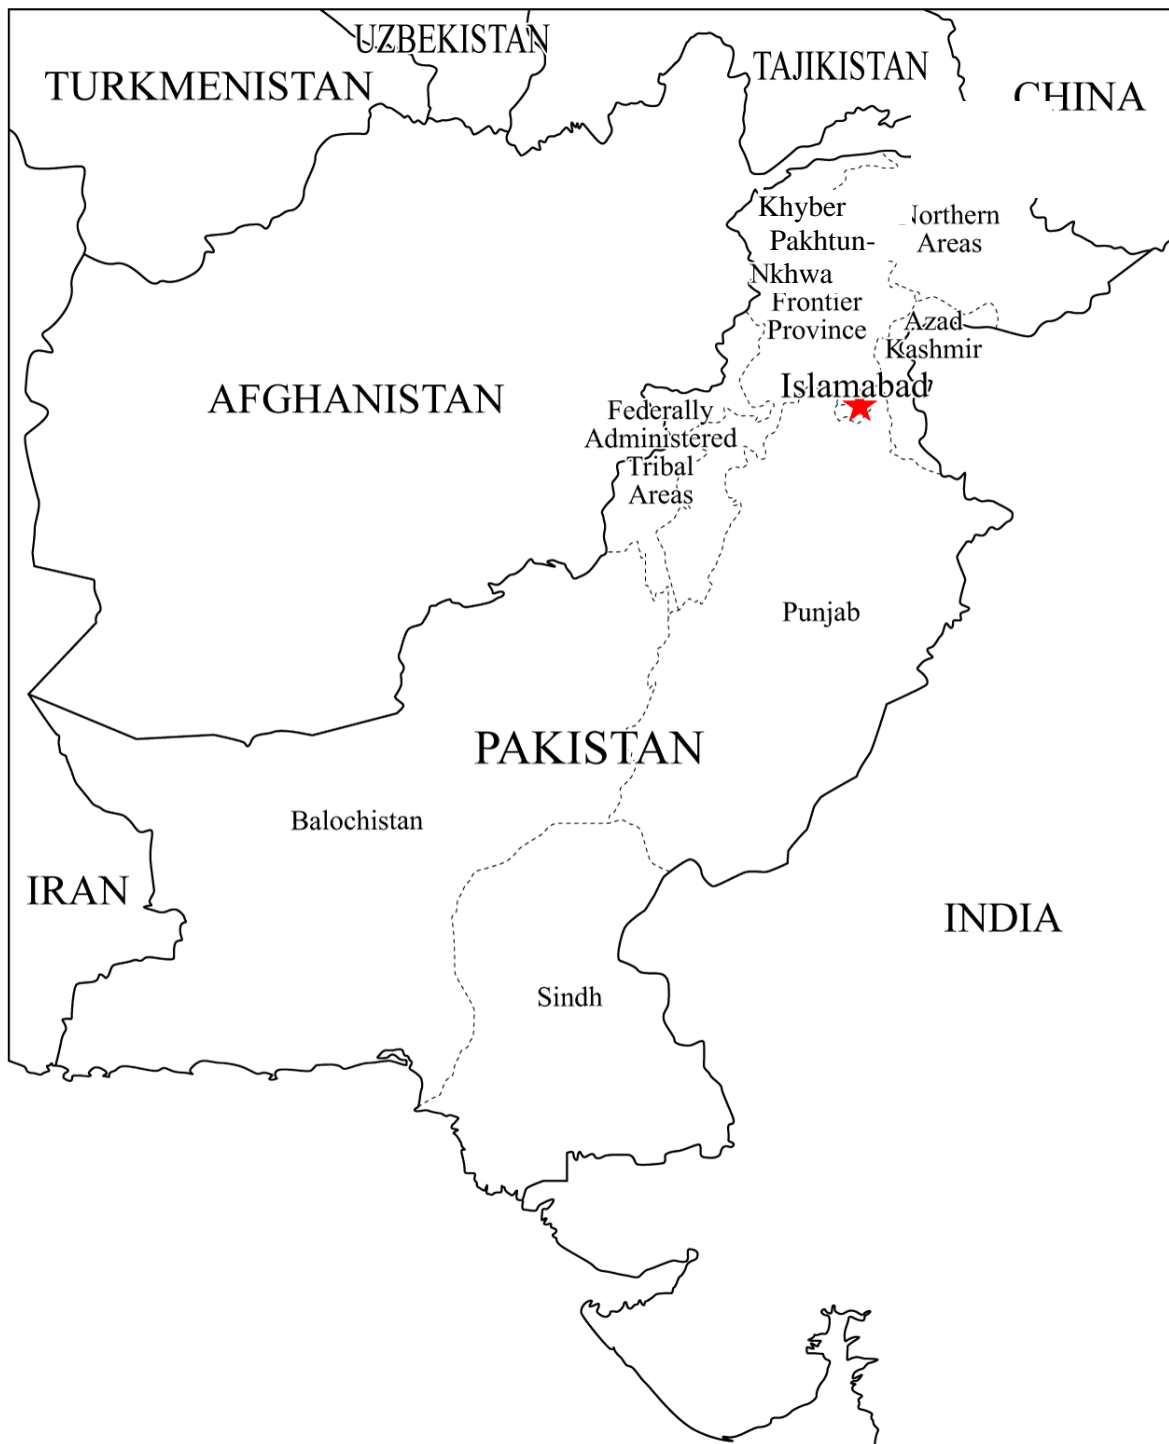 UZBEKISTAN
TAJIKISTAN
TURKMENISTAN
CHINA
Khyber
Pakhtun-
Nkhwa
Frontier
Province
Northern
Areas
Azad
Kashmir
Islamabad
AFGHANISTAN
Federally
Administered
Tribal
Areas
Punjab
PAKISTAN
Balochistan
IRAN
INDIA
Sindh